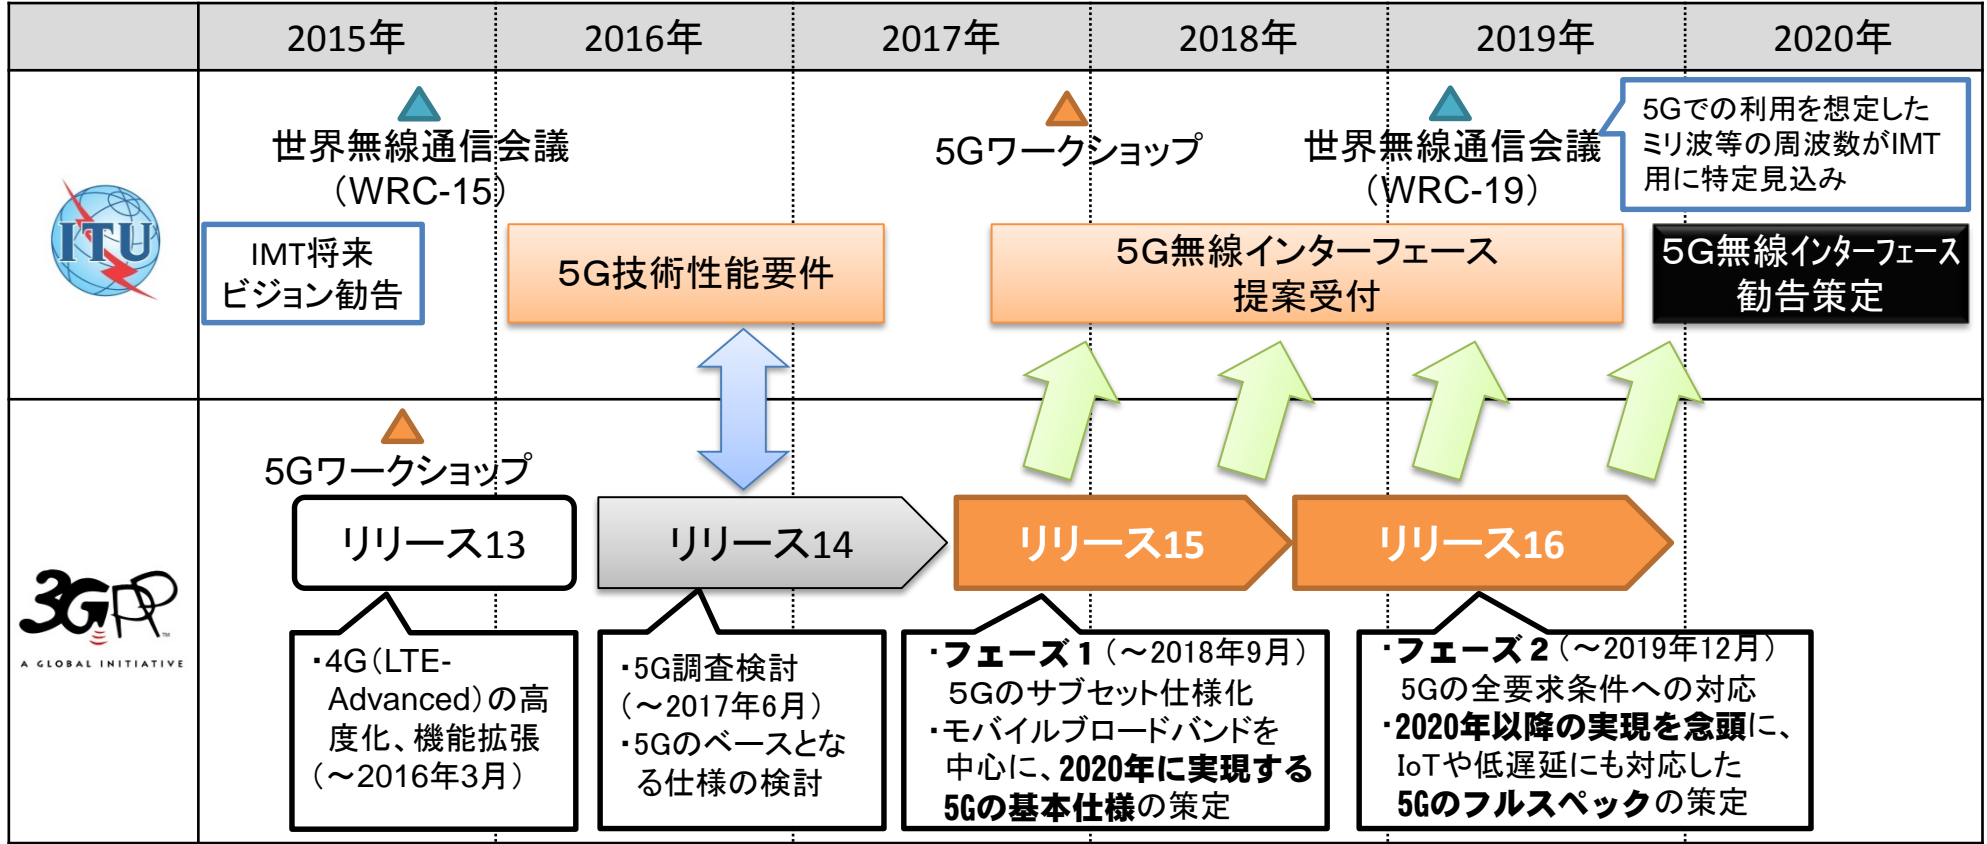 2015年
2016年
2017年
2018年
2019年
2020年
世界無線通信会議
(WRC-15)
5Gワークショップ
世界無線通信会議
(WRC-19)
5Gでの利用を想定した
ミリ波等の周波数がIMT
用に特定見込み
ITU
IMT将来
ビジョン勧告
5G技術性能要件
5G無線インターフェース
提案受付
5G無線インターフェース
勧告策定
5Gワークショップ
リリース13
リリース14
リリース15
リリース16
3GPP
TM
A GLOBAL INITIATIVE
・4G(LTE-
Advanced)の高
度化、機能拡張
(～2016年3月)
・5G調査検討
(～2017年6月)
・5Gのベースとな
る仕様の検討
・フェーズ1(～2018年9月)
5Gのサブセット仕様化
・モバイルブロードバンドを
中心に、2020年に実現する
5Gの基本仕様の策定
・フェーズ2(～2019年12月)
5Gの全要求条件への対応
・2020年以降の実現を念頭に、
IoTや低遅延にも対応した
5Gのフルスペックの策定